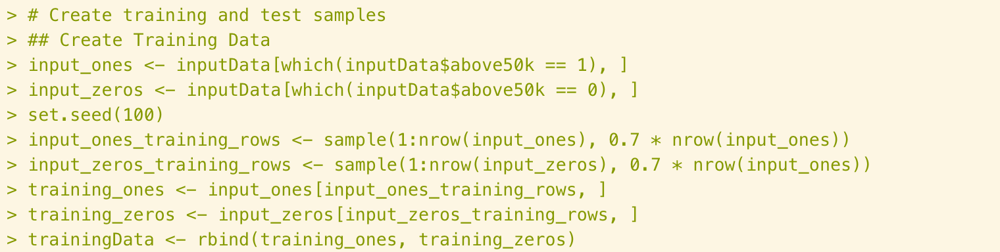 > # Create training and test samples
> ## Create Training Data
> input_ones <- inputData[which(inputData$above50k == 1), ]
> input_zeros <- inputData[which(inputData$above50k == 0), ]
> set.seed(100)
> input_ones_training_rows <- sample(1:nrow(input_ones), 0.7 * nrow(input_ones))
> input_zeros_training_rows <- sample(1:nrow(input_zeros), 0.7 * nrow(input_ones))
> training_ones <- input_ones[input_ones_training_rows, ]
> training_zeros <- input_zeros[input_zeros_training_rows, ]
> trainingData <- rbind(training_ones, training_zeros)